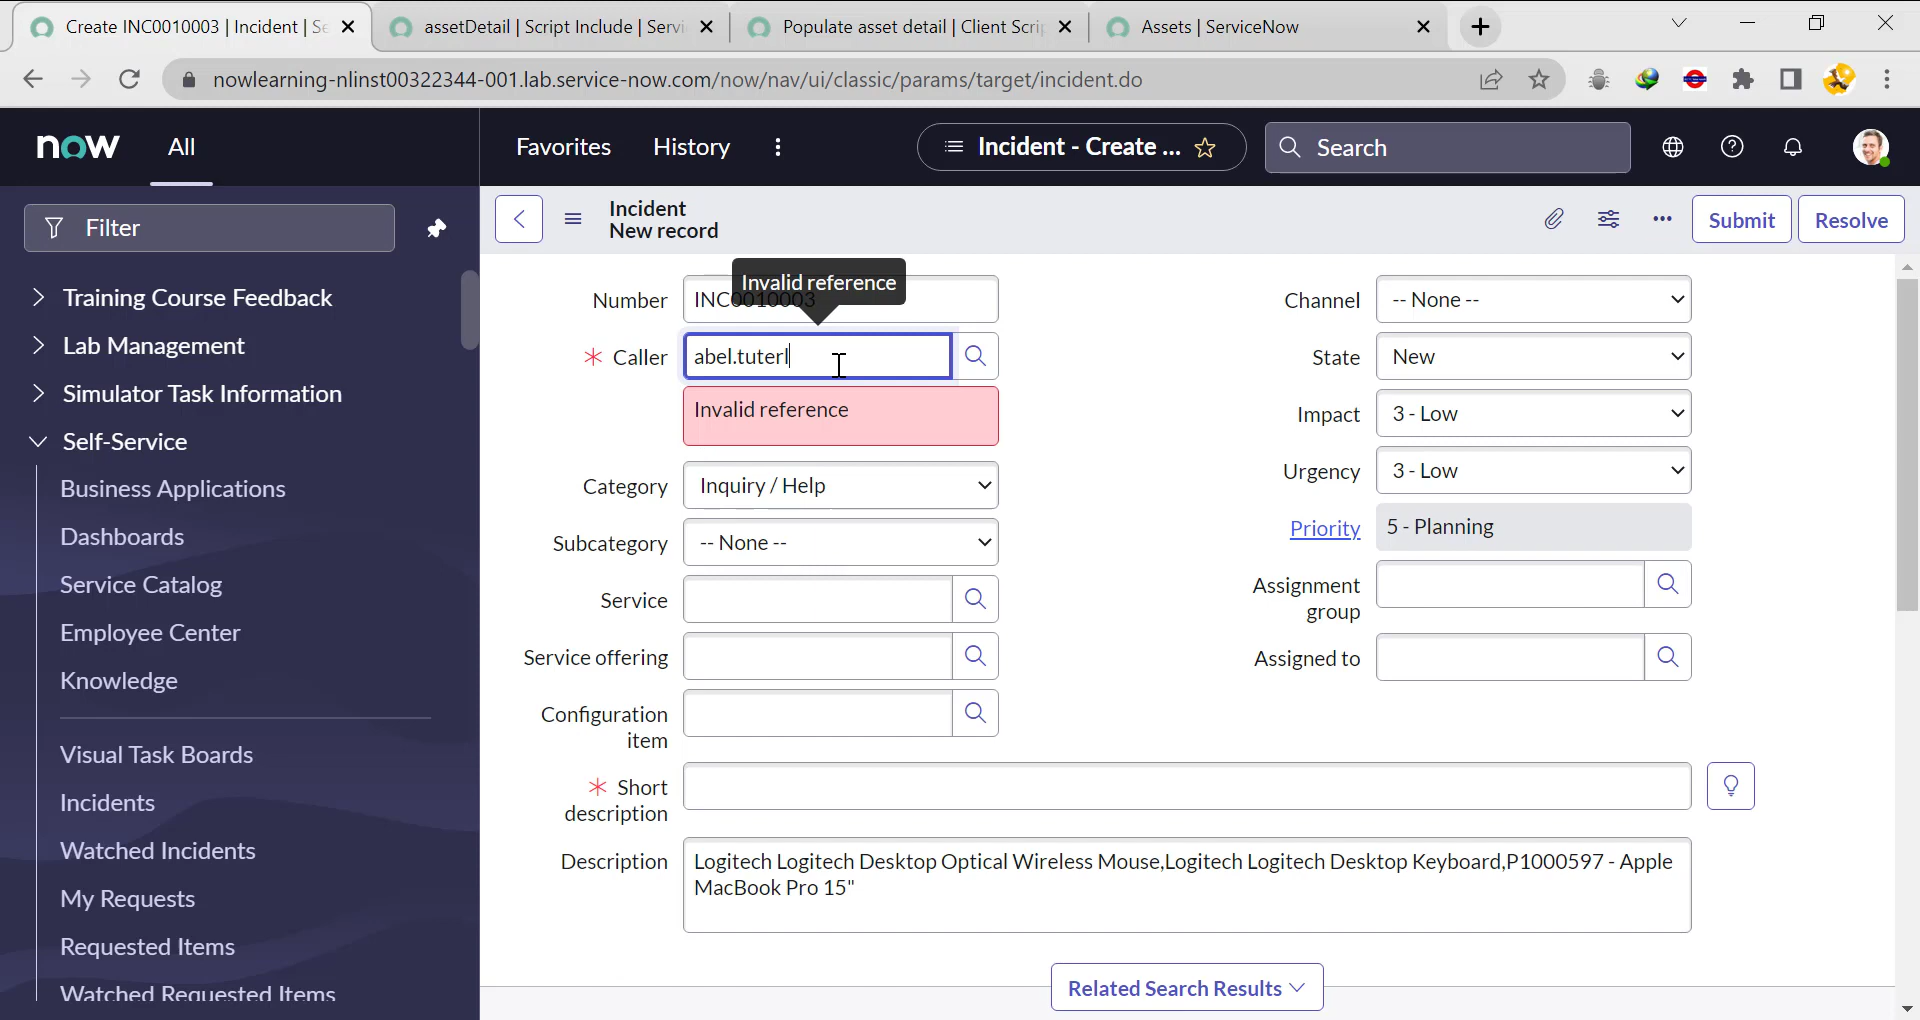 Create INC0010003 | Incident | Se
assetDetail | Script Include | Servi
Populate asset detail | Client Scri
Assets | ServiceNow
nowlearning-nlinst00322344-001.lab.service-now.com/now/nav/ui/classic/params/target/incident.do
now
All
Favorites
History
Incident - Create ...
Search
Filter
Training Course Feedback
Lab Management
Simulator Task Information
Self-Service
Business Applications
Dashboards
Service Catalog
Employee Center
Knowledge
Visual Task Boards
Incidents
Watched Incidents
My Requests
Requested Items
Watched Requested Items
Incident
New record
Submit
Resolve
Invalid reference
Number INC0010003
* Caller abel.tuterl
Invalid reference
Category Inquiry / Help
Subcategory -- None --
Service
Service offering
Configuration
item
* Short
description
Description Logitech Logitech Desktop Optical Wireless Mouse,Logitech Logitech Desktop Keyboard,P1000597 - Apple
MacBook Pro 15"
Channel -- None --
State New
Impact 3 - Low
Urgency 3 - Low
Priority 5 - Planning
Assignment
group
Assigned to
Related Search Results